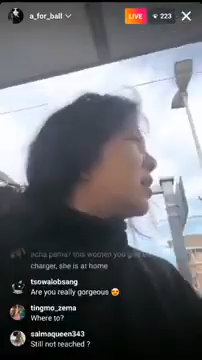 a_for_ball
LIVE
223
acha pama? this women you give
charger, she is at home
tsowalobsang
Are you really gorgeous 😍
tingmo_zema
Where to?
salmaqueen343
Still not reached ?